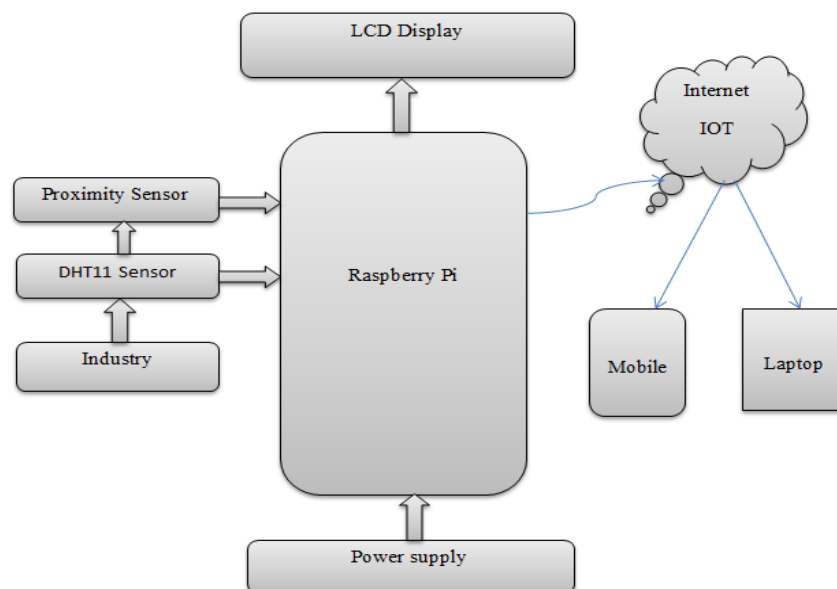 LCD Display
Internet
IOT
Proximity Sensor
DHT11 Sensor
Raspberry Pi
Industry
Mobile
Laptop
Power supply